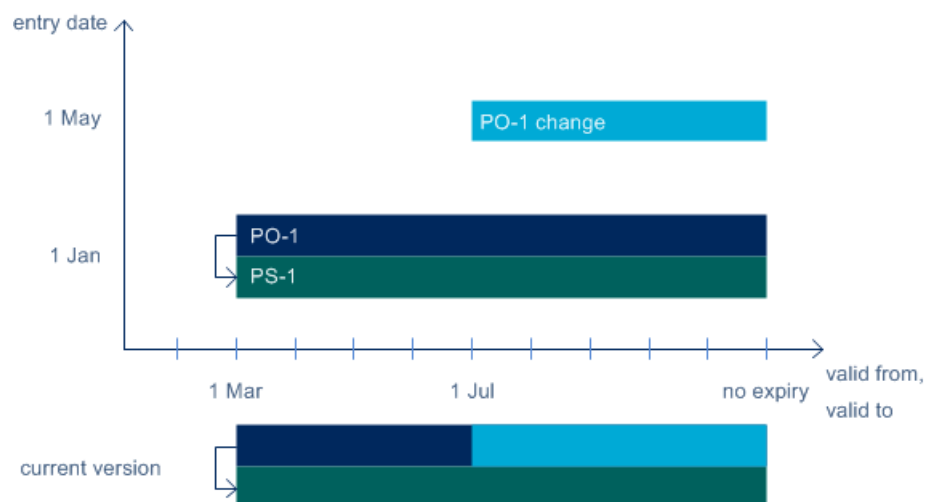 entry date
1 May
PO-1 change
1 Jan
PO-1
PS-1
1 Mar
1 Jul
no expiry
valid from,
valid to
current version